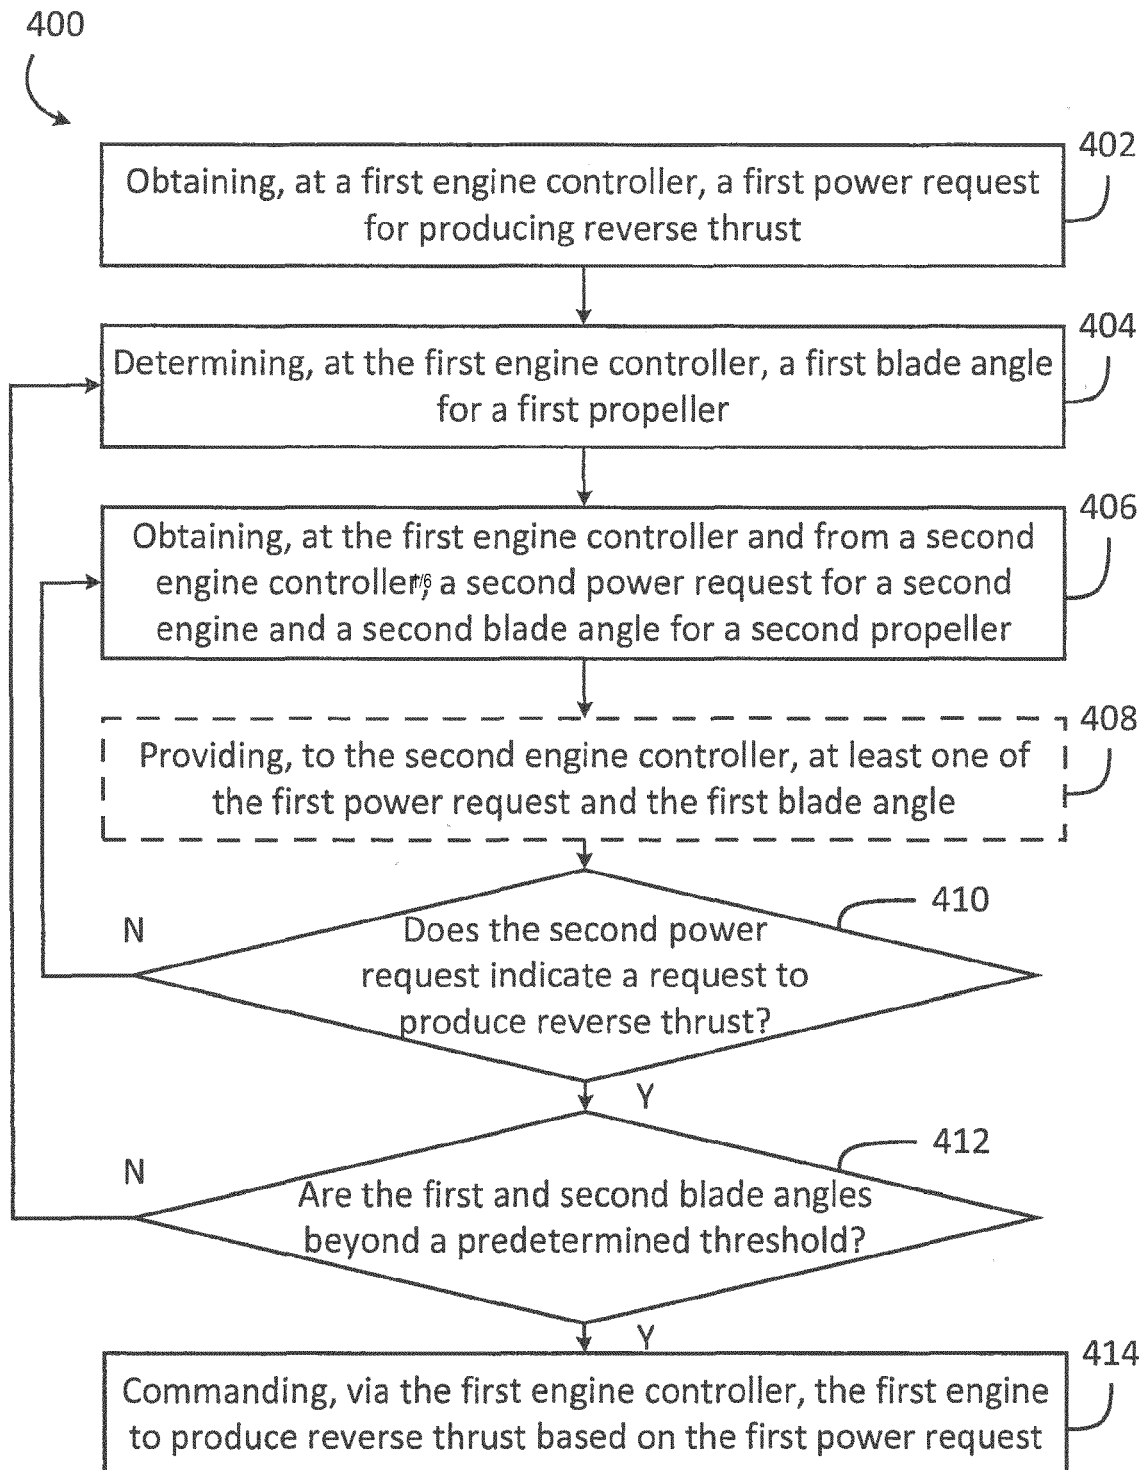 400
402
Obtaining, at a first engine controller, a first power request
for producing reverse thrust
404
Determining, at the first engine controller, a first blade angle
for a first propeller
406
Obtaining, at the first engine controller and from a second
engine controller, a second power request for a second
engine and a second blade angle for a second propeller
408
Providing, to the second engine controller, at least one of
the first power request and the first blade angle
410
N
Does the second power
request indicate a request to
produce reverse thrust?
Y
412
N
Are the first and second blade angles
beyond a predetermined threshold?
Y
414
Commanding, via the first engine controller, the first engine
to produce reverse thrust based on the first power request